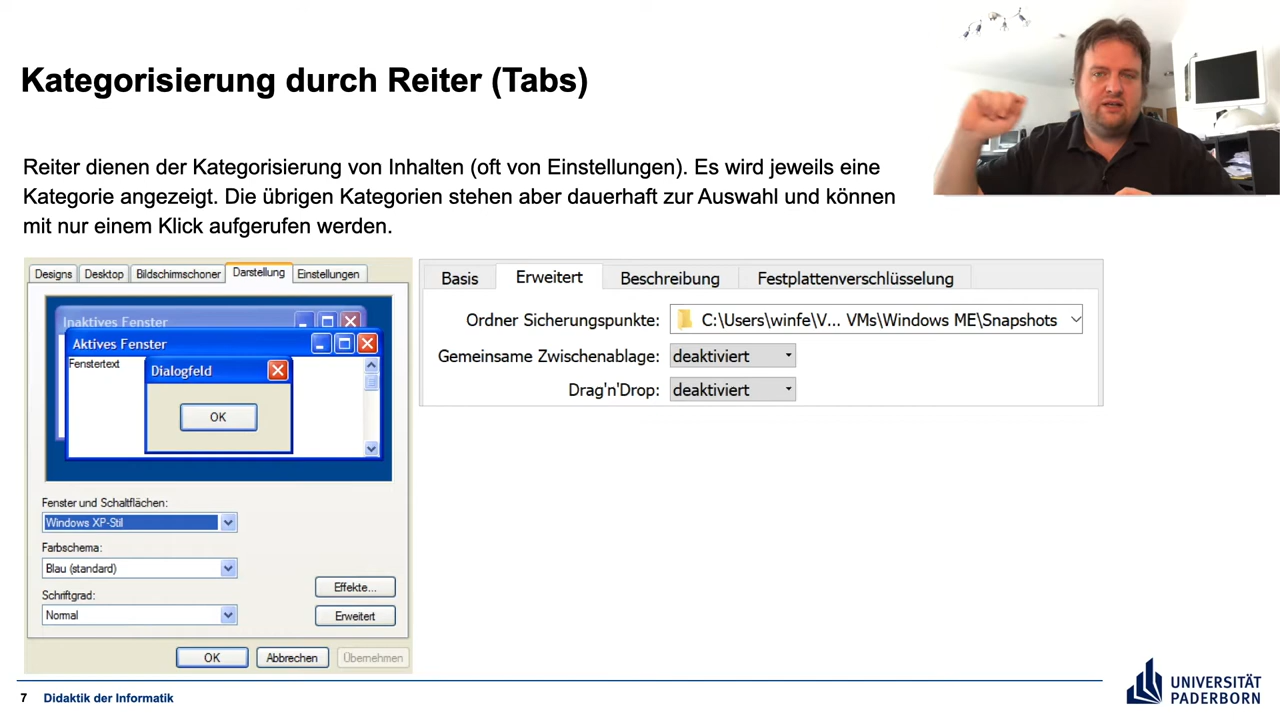 Kategorisierung durch Reiter (Tabs)
Reiter dienen der Kategorisierung von Inhalten (oft von Einstellungen). Es wird jeweils eine
Kategorie angezeigt. Die übrigen Kategorien stehen aber dauerhaft zur Auswahl und können
mit nur einem Klick aufgerufen werden.
Designs Desktop Bildschirmschoner Darstellung Einstellungen
Inaktives Fenster
Aktives Fenster
Fenstertext
Dialogfeld
OK
Fenster und Schaltflächen:
Windows XP-Stil
Farbschema:
Blau (standard)
Effekte...
Schriftgrad:
Normal
Erweitert
OK Abbrechen Übernehmen
Basis Erweitert Beschreibung Festplattenverschlüsselung
Ordner Sicherungspunkte: C:\Users\winfe\V... VMs\Windows ME\Snapshots
Gemeinsame Zwischenablage: deaktiviert
Drag'n'Drop: deaktiviert
7 Didaktik der Informatik
UNIVERSITÄT
PADERBORN